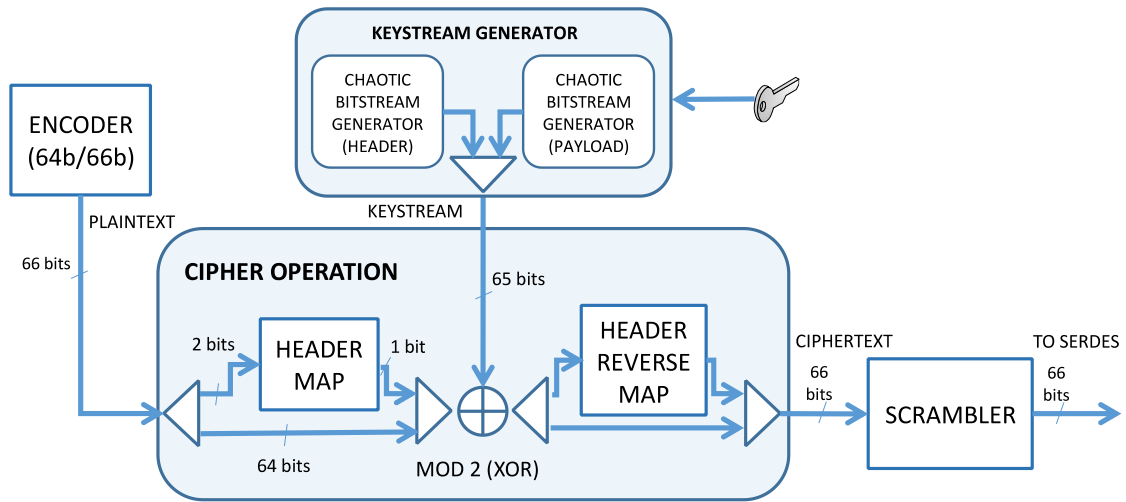 KEYSTREAM GENERATOR
CHAOTIC
BITSTREAM
GENERATOR
(HEADER)
CHAOTIC
BITSTREAM
GENERATOR
(PAYLOAD)
ENCODER
(64b/66b)
PLAINTEXT
KEYSTREAM
66 bits
CIPHER OPERATION
65 bits
2 bits
HEADER
MAP
1 bit
HEADER
REVERSE
MAP
64 bits
MOD 2 (XOR)
CIPHERTEXT
66
bits
SCRAMBLER
TO SERDES
66
bits